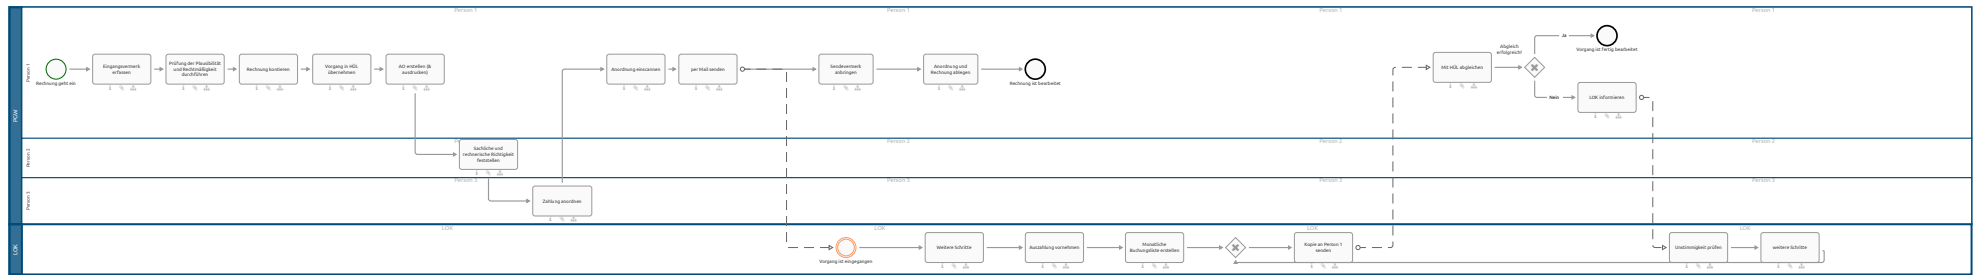 Person 1
Person 1
Person 1
Person 1
PGW
Person 1
Rechnung geht ein
Eingangsvermerk
erfassen
Prüfung der Plausibilität
und Rechtmäßigkeit
durchführen
Rechnung kontieren
Vorgang in HÜL
übernehmen
AO erstellen (&
ausdrucken)
Anordnung einscannen
per Mail senden
Sendevermerk
anbringen
Anordnung und
Rechnung ablegen
Rechnung ist bearbeitet
Mit HÜL abgleichen
Abgleich
erfolgreich?
Ja
Vorgang ist fertig bearbeitet
Nein
LOK informieren
Person 2
Person 2
Person 2
Person 2
Sachliche und
rechnerische Richtigkeit
feststellen
Person 3
Person 3
Person 3
Person 3
Person 3
Zahlung anordnen
LOK
LOK
LOK
LOK
LOK
Vorgang ist eingegangen
Weitere Schritte
Auszahlung vornehmen
Monatliche
Buchungsliste erstellen
Kopie an Person 1
senden
Unstimmigkeit prüfen
weitere Schritte